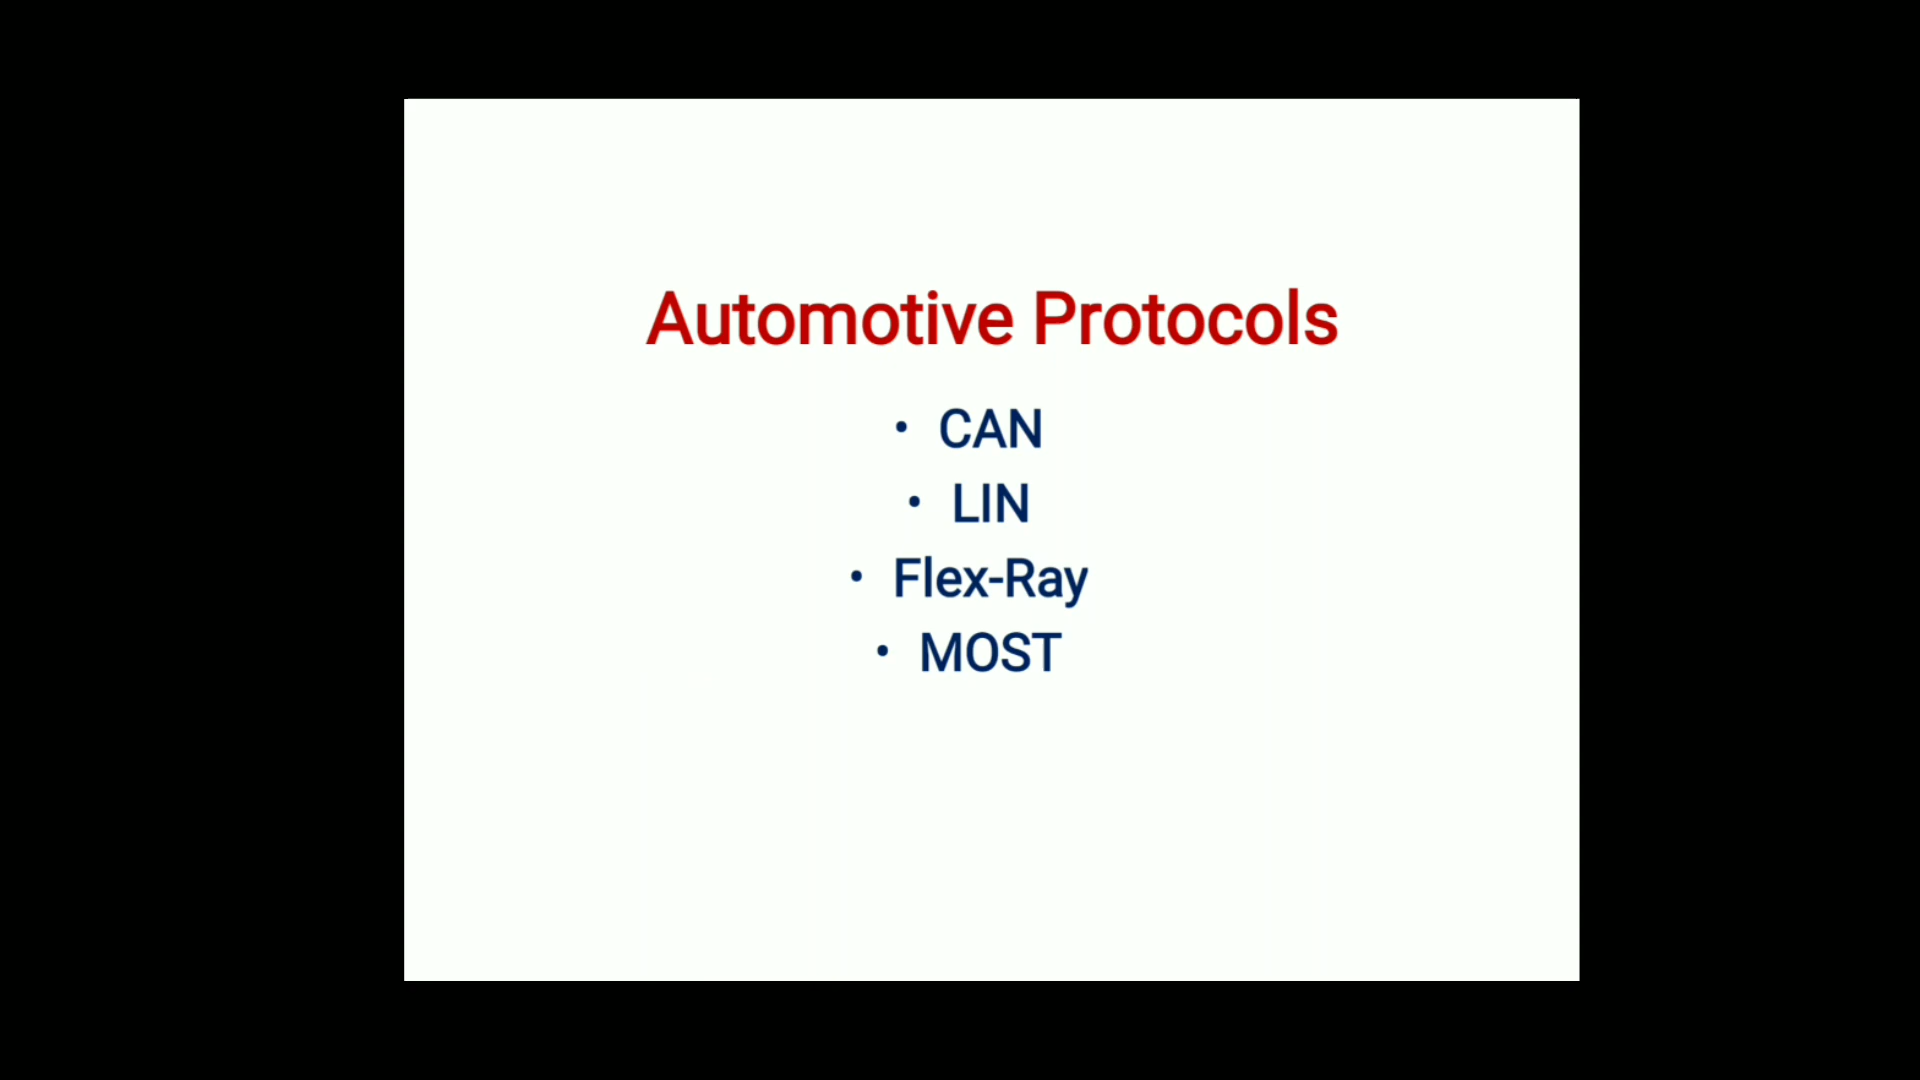 Automotive Protocols
• CAN
• LIN
• Flex-Ray
• MOST